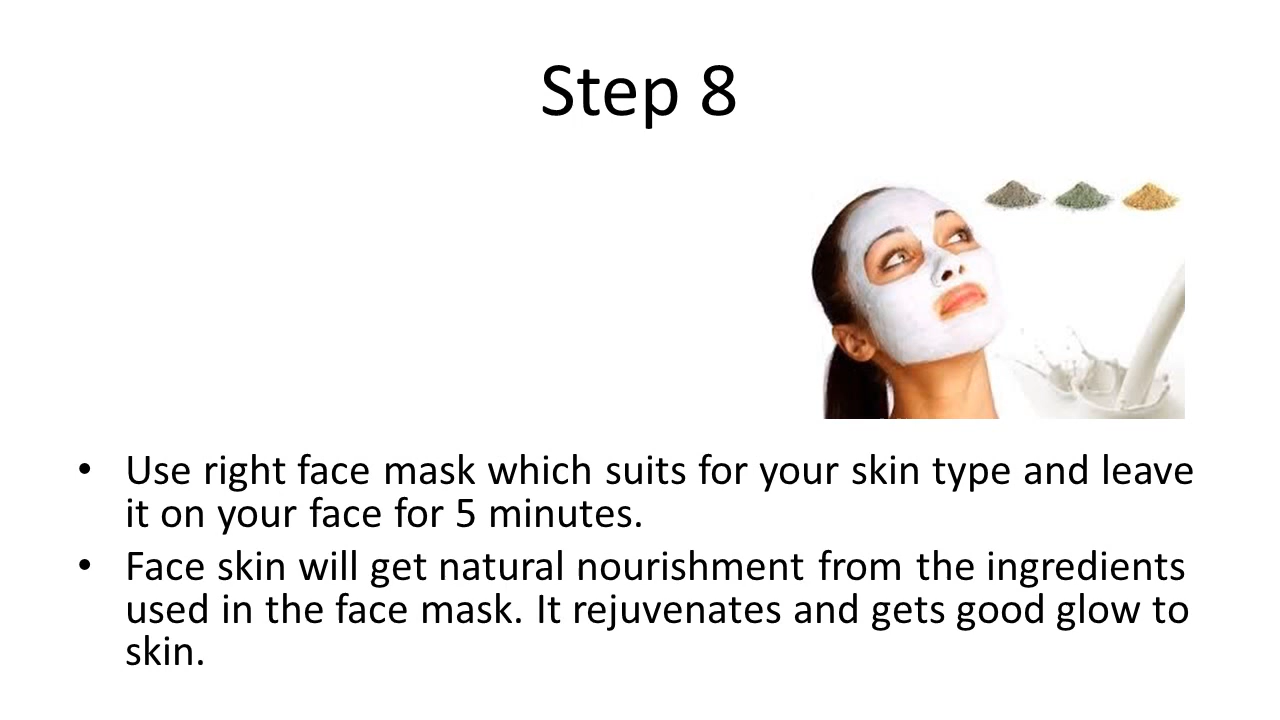 Step 8
• Use right face mask which suits for your skin type and leave
it on your face for 5 minutes.
• Face skin will get natural nourishment from the ingredients
used in the face mask. It rejuvenates and gets good glow to
skin.